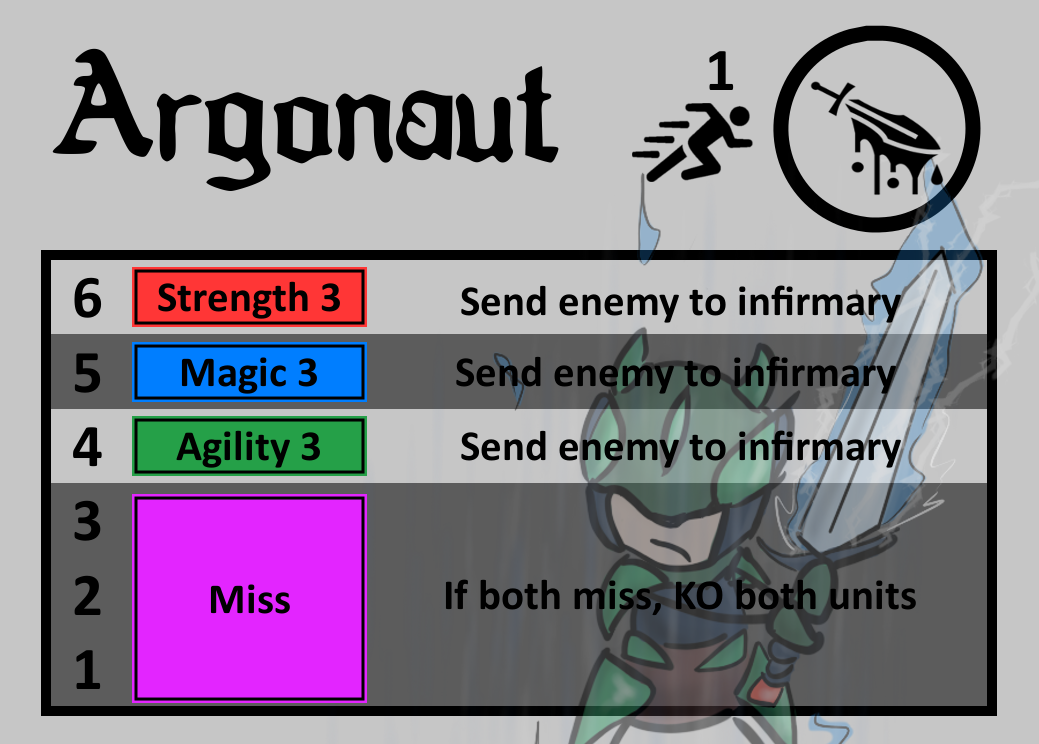 Argonaut
1
6 Strength 3 Send enemy to infirmary
5 Magic 3 Send enemy to infirmary
4 Agility 3 Send enemy to infirmary
3
2 Miss If both miss, KO both units
1